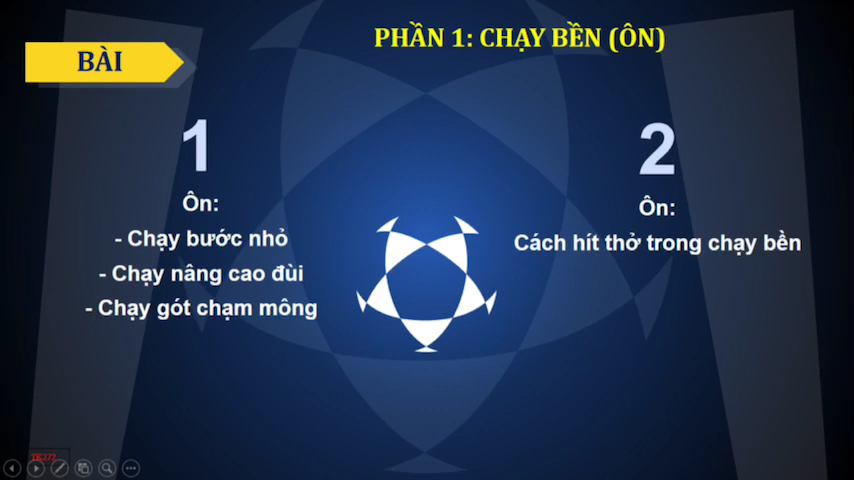 PHẦN 1: CHẠY BỀN (ÔN)
BÀI
1
Ôn:
- Chạy bước nhỏ
- Chạy nâng cao đùi
- Chạy gót chạm mông
2
Ôn:
Cách hít thở trong chạy bền